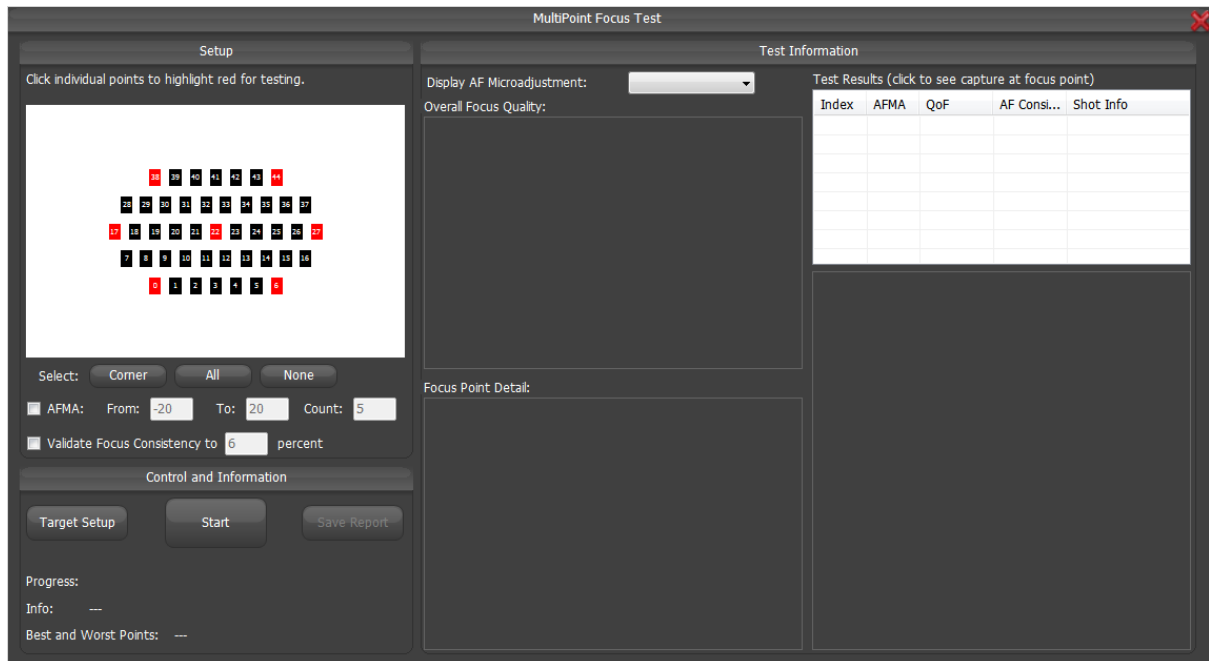 MultiPoint Focus Test
Setup
Click individual points to highlight red for testing.
38 39 40 41 42 43 44
28 29 30 31 32 33 34 35 36 37
17 18 19 20 21 22 23 24 25 26 27
7 8 9 10 11 12 13 14 15 16
0 1 2 3 4 5 6
Select: Corner All None
AFMA: From: -20 To: 20 Count: 5
Validate Focus Consistency to 6 percent
Control and Information
Target Setup Start Save Report
Progress:
Info: ---
Best and Worst Points: ---
Test Information
Display AF Microadjustment:
Overall Focus Quality:
Focus Point Detail:
Test Results (click to see capture at focus point)
Index AFMA QoF AF Consi... Shot Info